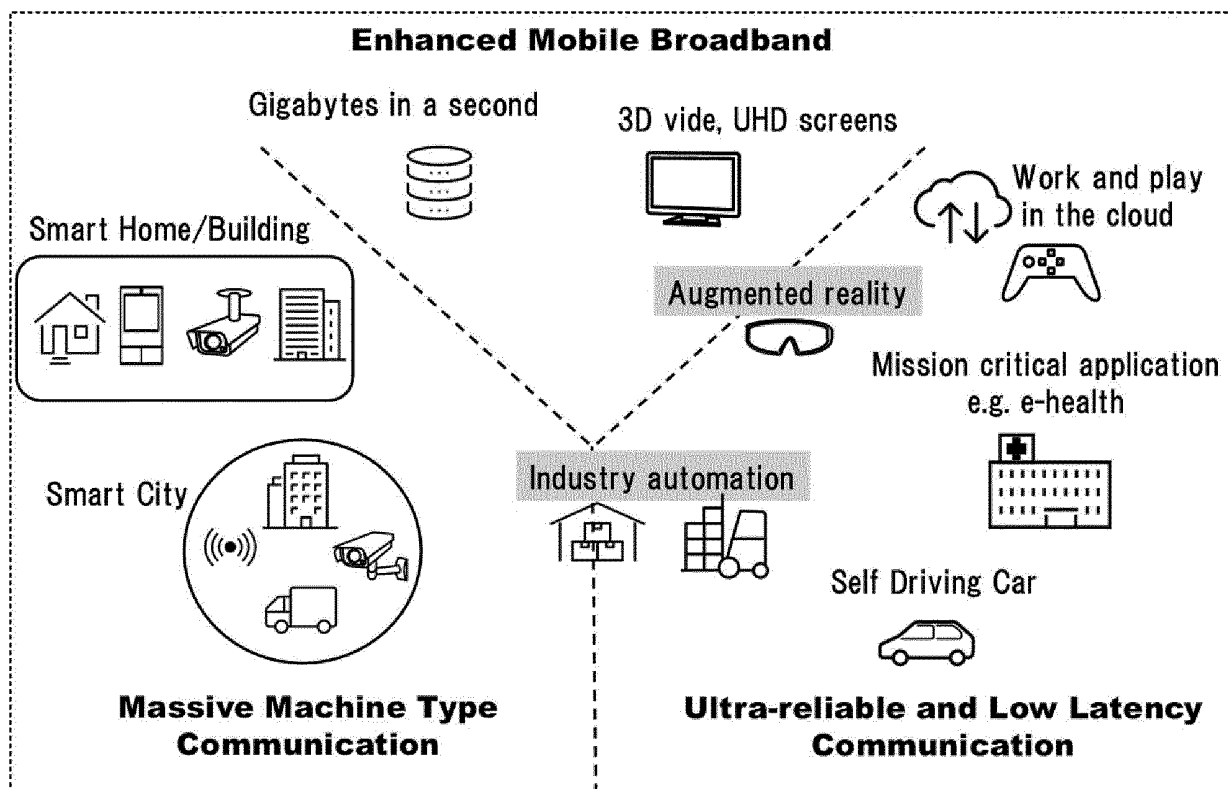 Enhanced Mobile Broadband
Gigabytes in a second
3D vide, UHD screens
Work and play
in the cloud
Smart Home/Building
Augmented reality
Mission critical application
e.g. e-health
Industry automation
Smart City
Self Driving Car
Massive Machine Type
Communication
Ultra-reliable and Low Latency
Communication